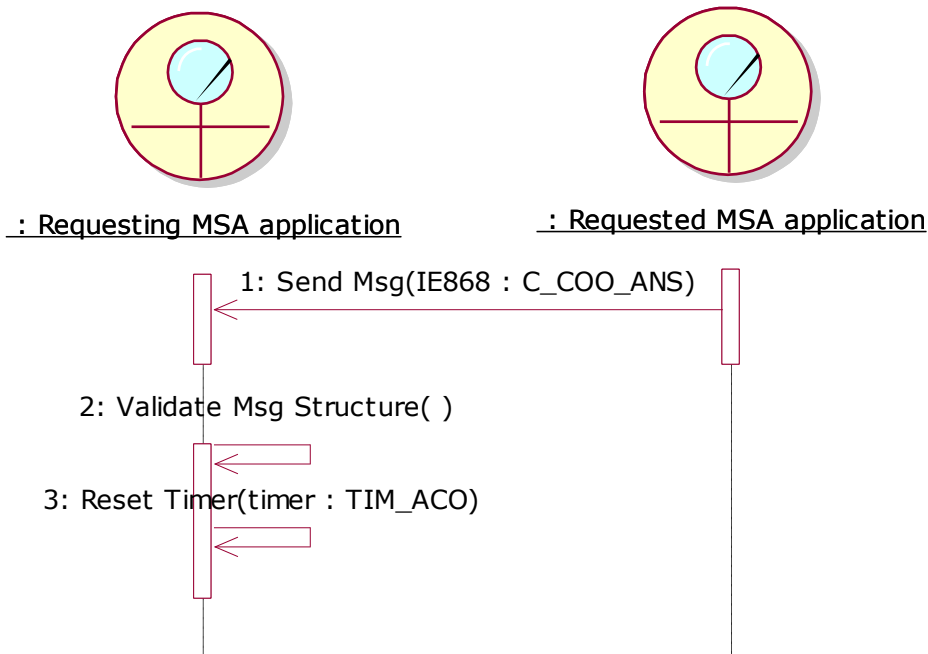 : Requesting MSA application
: Requested MSA application
1: Send Msg(IE868 : C_COO_ANS)
2: Validate Msg Structure( )
3: Reset Timer(timer : TIM_ACO)